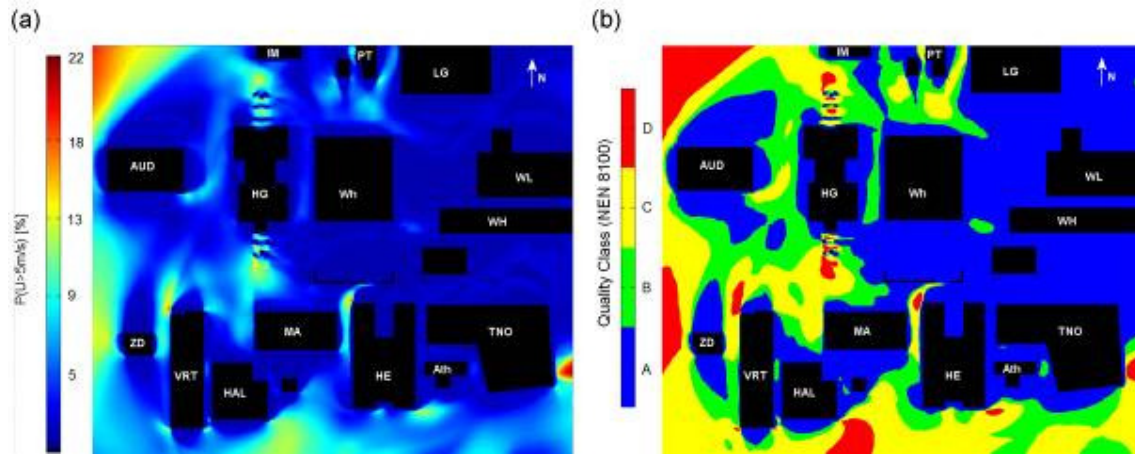 (a)
22
18
13
9
5
P(U>5m/s) [%]
IM
PT
LG
N
AUD
HG
Wh
WL
WH
ZD
VRT
HAL
MA
HE
Ath
TNO
(b)
D
C
B
A
Quality Class (NEN 8100)
IM
PT
LG
N
AUD
HG
Wh
WL
WH
ZD
VRT
HAL
MA
HE
Ath
TNO